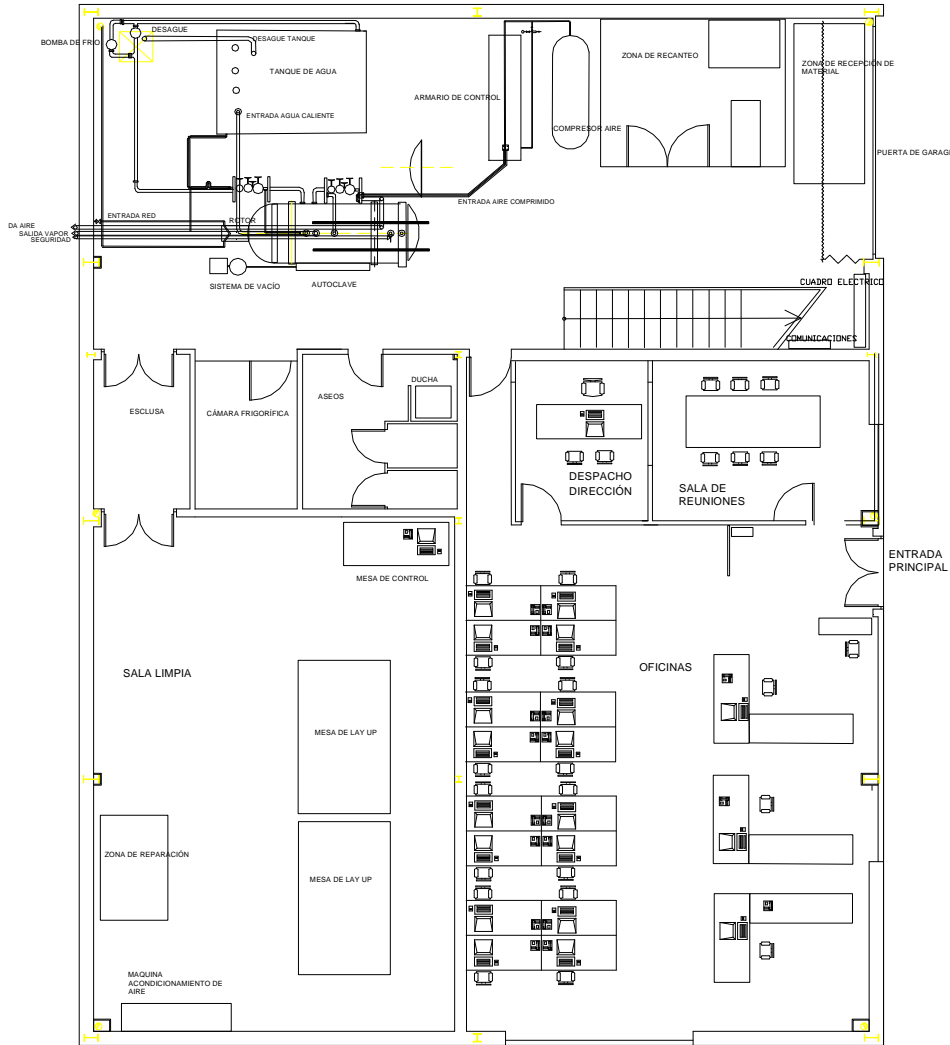 DESAGUE
BOMBA DE FRIO
DESAGUE TANQUE
TANQUE DE AGUA
ENTRADA AGUA CALIENTE
ARMARIO DE CONTROL
COMPRESOR AIRE
ZONA DE RECANTEO
ZONA DE RECEPCIÓN DE
MATERIAL
PUERTA DE GARAGE
ENTRADA AIRE COMPRIMIDO
ENTRADA RED
ROTOR
DA AIRE
SALIDA VAPOR
SEGURIDAD
SISTEMA DE VACÍO
AUTOCLAVE
CUADRO ELECTRICO
COMUNICACIONES
ESCLUSA
CÁMARA FRIGORÍFICA
ASEOS
DUCHA
DESPACHO
DIRECCIÓN
SALA DE
REUNIONES
MESA DE CONTROL
ENTRADA
PRINCIPAL
SALA LIMPIA
OFICINAS
MESA DE LAY UP
ZONA DE REPARACIÓN
MESA DE LAY UP
MAQUINA
ACONDICIONAMIENTO DE
AIRE